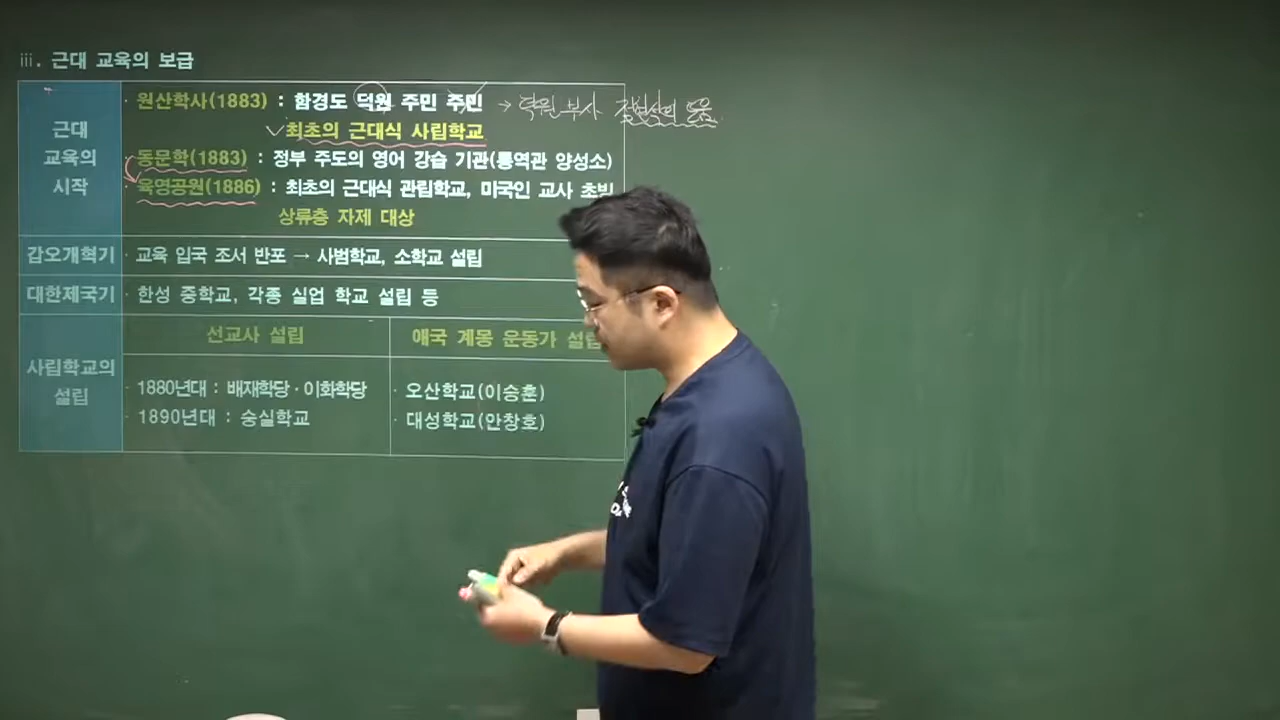 ⅲ. 근대 교육의 보급
근대
교육의
시작
· 원산학사(1883) : 함경도 덕원 주민 주민 → 덕원 부사 정현석의 도움
✓최초의 근대식 사립학교
· 동문학(1883) : 정부 주도의 영어 강습 기관(통역관 양성소)
· 육영공원(1886) : 최초의 근대식 관립학교, 미국인 교사 초빙
상류층 자제 대상
갑오개혁기
· 교육 입국 조서 반포 → 사범학교, 소학교 설립
대한제국기
· 한성 중학교, 각종 실업 학교 설립 등
사립학교의
설립
선교사 설립
· 1880년대 : 배재학당·이화학당
· 1890년대 : 숭실학교
애국 계몽 운동가 설립
· 오산학교(이승훈)
· 대성학교(안창호)